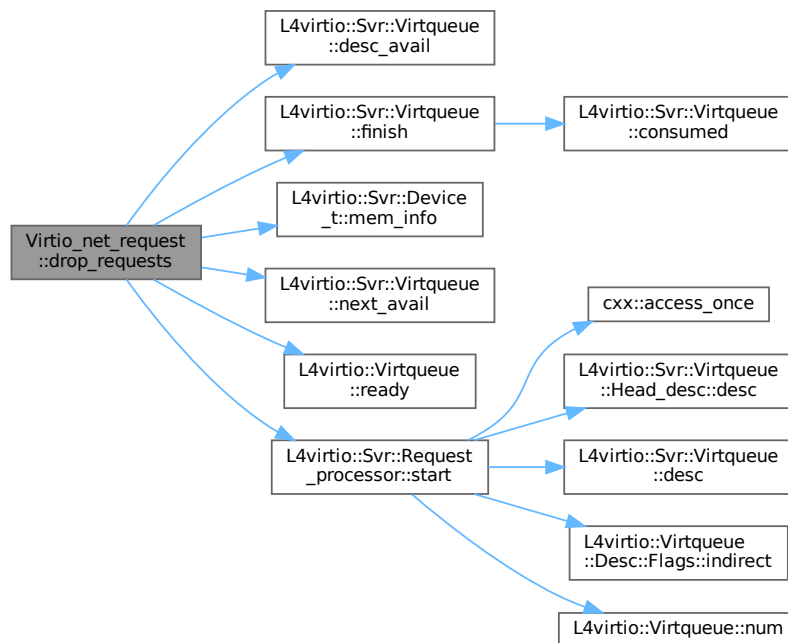 L4virtio::Svr::Virtqueue
::desc_avail
L4virtio::Svr::Virtqueue
::finish
L4virtio::Svr::Virtqueue
::consumed
L4virtio::Svr::Device
_t::mem_info
Virtio_net_request
::drop_requests
L4virtio::Svr::Virtqueue
::next_avail
cxx::access_once
L4virtio::Virtqueue
::ready
L4virtio::Svr::Virtqueue
::Head_desc::desc
L4virtio::Svr::Request
_processor::start
L4virtio::Svr::Virtqueue
::desc
L4virtio::Virtqueue
::Desc::Flags::indirect
L4virtio::Virtqueue::num